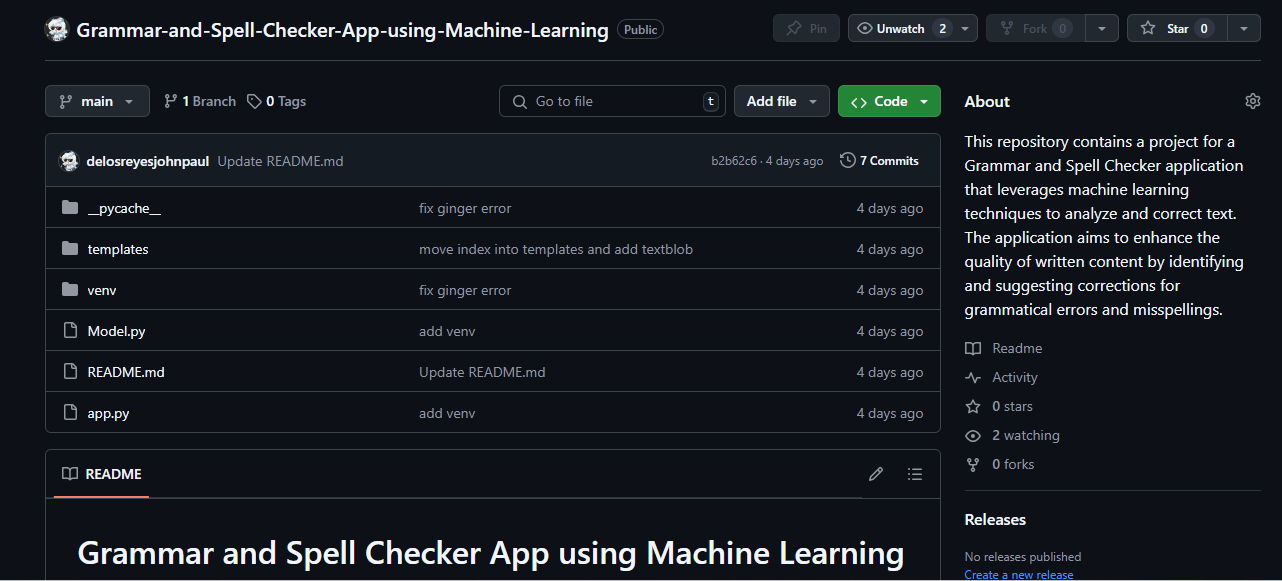 Grammar-and-Spell-Checker-App-using-Machine-Learning Public Pin Unwatch 2 Fork 0 Star 0
main 1 Branch 0 Tags Go to file t Add file Code
delosreyesjohnpaul Update README.md b2b62c6 · 4 days ago 7 Commits
__pycache__ fix ginger error 4 days ago
templates move index into templates and add textblob 4 days ago
venv fix ginger error 4 days ago
Model.py add venv 4 days ago
README.md Update README.md 4 days ago
app.py add venv 4 days ago
README
Grammar and Spell Checker App using Machine Learning
About
This repository contains a project for a
Grammar and Spell Checker application
that leverages machine learning
techniques to analyze and correct text.
The application aims to enhance the
quality of written content by identifying
and suggesting corrections for
grammatical errors and misspellings.
Readme
Activity
0 stars
2 watching
0 forks
Releases
No releases published
Create a new release